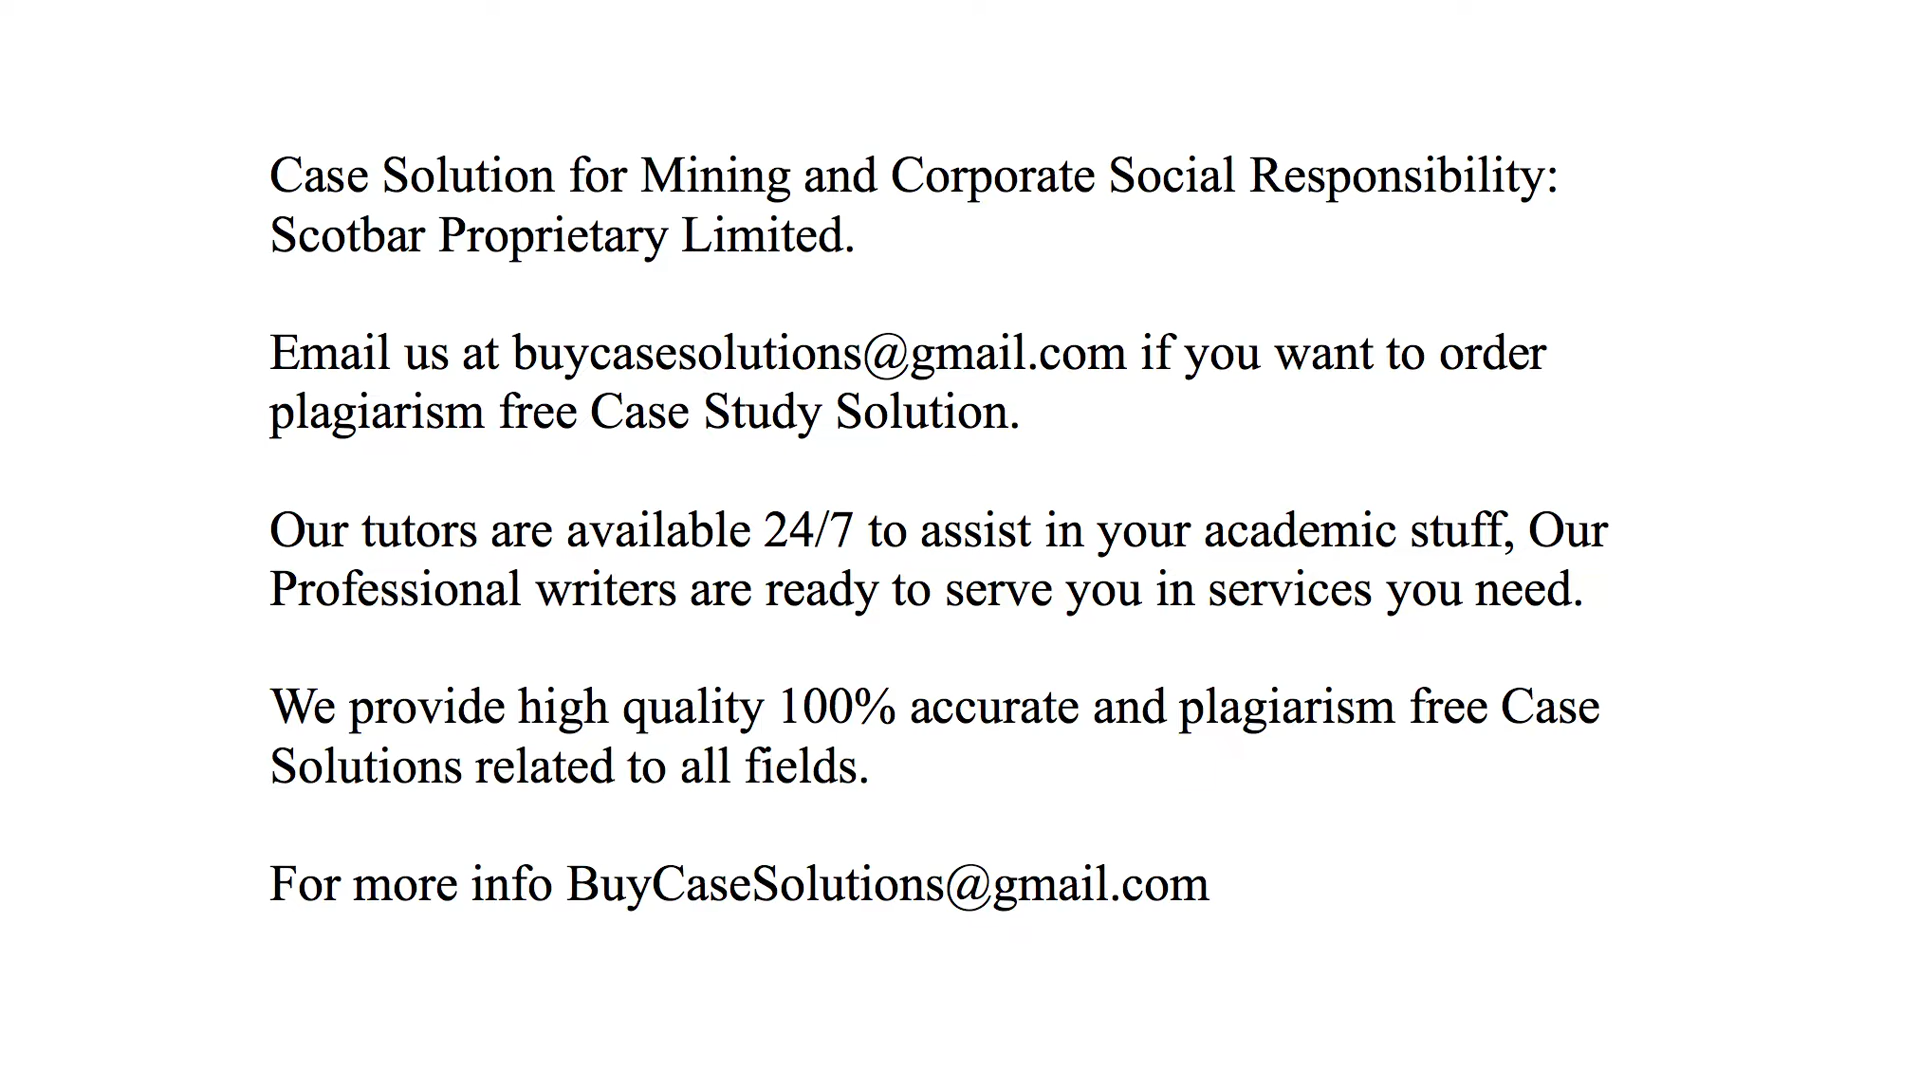 Case Solution for Mining and Corporate Social Responsibility:
Scotbar Proprietary Limited.
Email us at buycasesolutions@gmail.com if you want to order
plagiarism free Case Study Solution.
Our tutors are available 24/7 to assist in your academic stuff, Our
Professional writers are ready to serve you in services you need.
We provide high quality 100% accurate and plagiarism free Case
Solutions related to all fields.
For more info BuyCaseSolutions@gmail.com